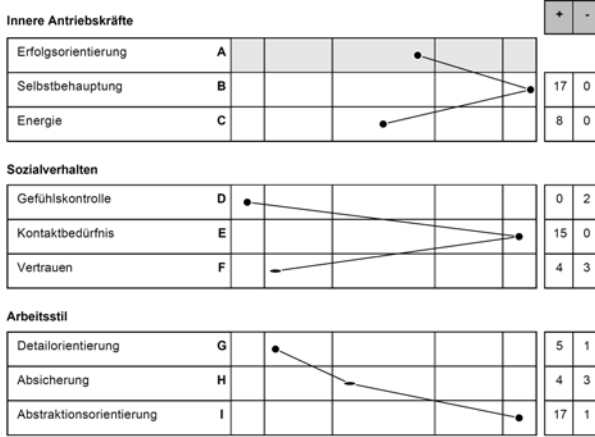 + -
Innere Antriebskräfte
Erfolgsorientierung A
Selbstbehauptung B 17 0
Energie C 8 0
Sozialverhalten
Gefühlskontrolle D 0 2
Kontaktbedürfnis E 15 0
Vertrauen F 4 3
Arbeitsstil
Detailorientierung G 5 1
Absicherung H 4 3
Abstraktionsorientierung I 17 1